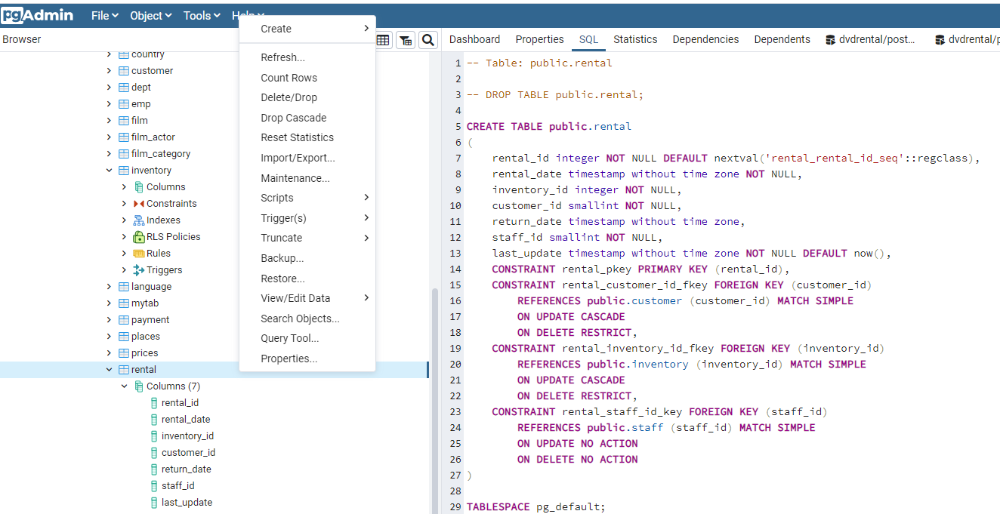 pgAdmin File Object Tools Help
Browser
Dashboard Properties SQL Statistics Dependencies Dependents dvdrental/post... dvdrental/p
country
customer
dept
emp
film
film_actor
film_category
inventory
Columns
Constraints
Indexes
RLS Policies
Rules
Triggers
language
mytab
payment
places
prices
rental
Columns (7)
rental_id
rental_date
inventory_id
customer_id
return_date
staff_id
last_update
Create
Refresh...
Count Rows
Delete/Drop
Drop Cascade
Reset Statistics
Import/Export...
Maintenance...
Scripts
Trigger(s)
Truncate
Backup...
Restore...
View/Edit Data
Search Objects...
Query Tool...
Properties...
1 -- Table: public.rental
2
3 -- DROP TABLE public.rental;
4
5 CREATE TABLE public.rental
6 (
7 rental_id integer NOT NULL DEFAULT nextval('rental_rental_id_seq'::regclass),
8 rental_date timestamp without time zone NOT NULL,
9 inventory_id integer NOT NULL,
10 customer_id smallint NOT NULL,
11 return_date timestamp without time zone,
12 staff_id smallint NOT NULL,
13 last_update timestamp without time zone NOT NULL DEFAULT now(),
14 CONSTRAINT rental_pkey PRIMARY KEY (rental_id),
15 CONSTRAINT rental_customer_id_fkey FOREIGN KEY (customer_id)
16 REFERENCES public.customer (customer_id) MATCH SIMPLE
17 ON UPDATE CASCADE
18 ON DELETE RESTRICT,
19 CONSTRAINT rental_inventory_id_fkey FOREIGN KEY (inventory_id)
20 REFERENCES public.inventory (inventory_id) MATCH SIMPLE
21 ON UPDATE CASCADE
22 ON DELETE RESTRICT,
23 CONSTRAINT rental_staff_id_key FOREIGN KEY (staff_id)
24 REFERENCES public.staff (staff_id) MATCH SIMPLE
25 ON UPDATE NO ACTION
26 ON DELETE NO ACTION
27 )
28
29 TABLESPACE pg_default;